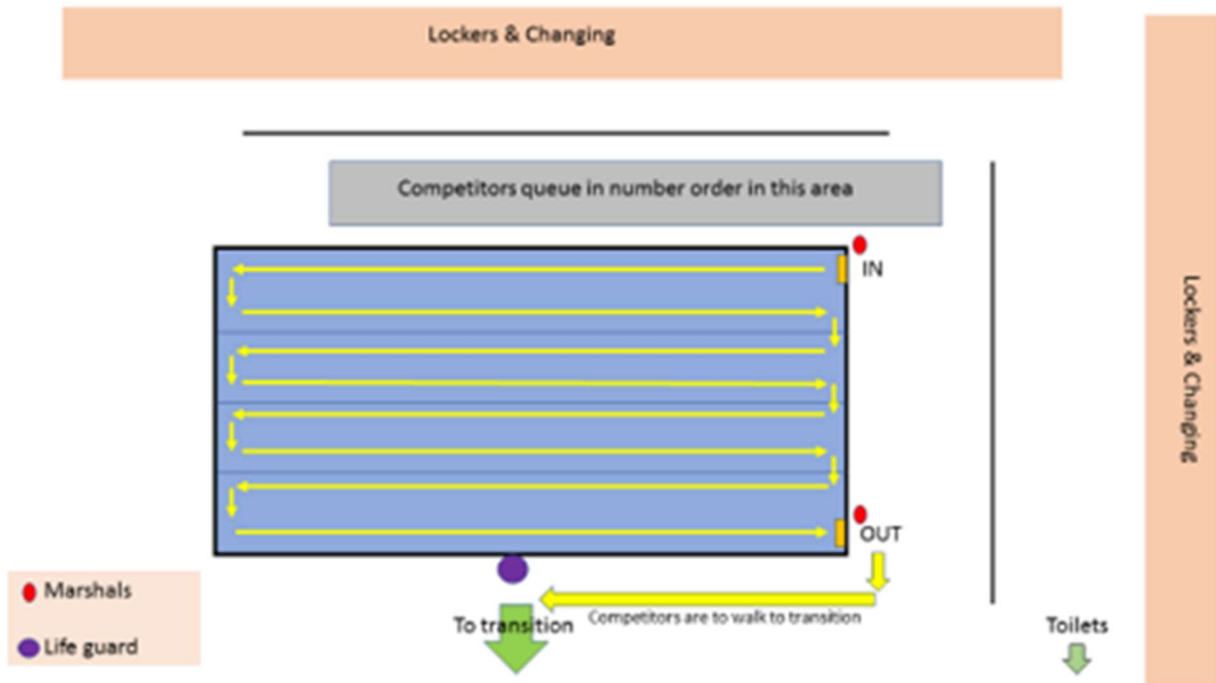 Lockers & Changing
Competitors queue in number order in this area
IN
Lockers & Changing
OUT
Marshals
Life guard
To transition
Competitors are to walk to transition
Toilets